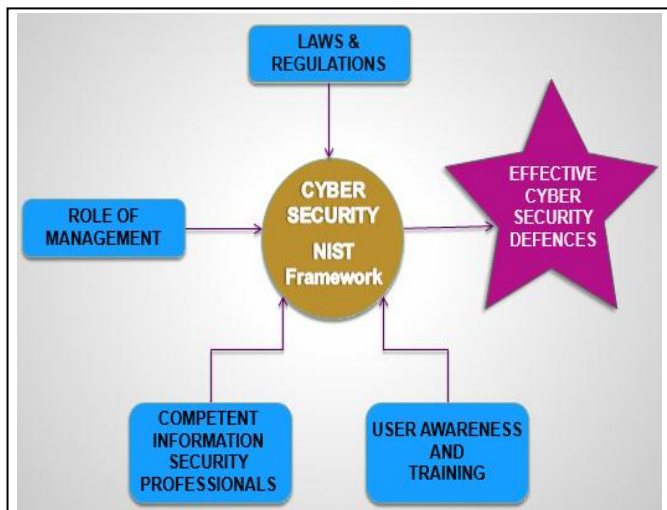 LAWS &
REGULATIONS
ROLE OF
MANAGEMENT
CYBER
SECURITY
NIST
Framework
EFFECTIVE
CYBER
SECURITY
DEFENCES
COMPETENT
INFORMATION
SECURITY
PROFESSIONALS
USER AWARENESS
AND
TRAINING